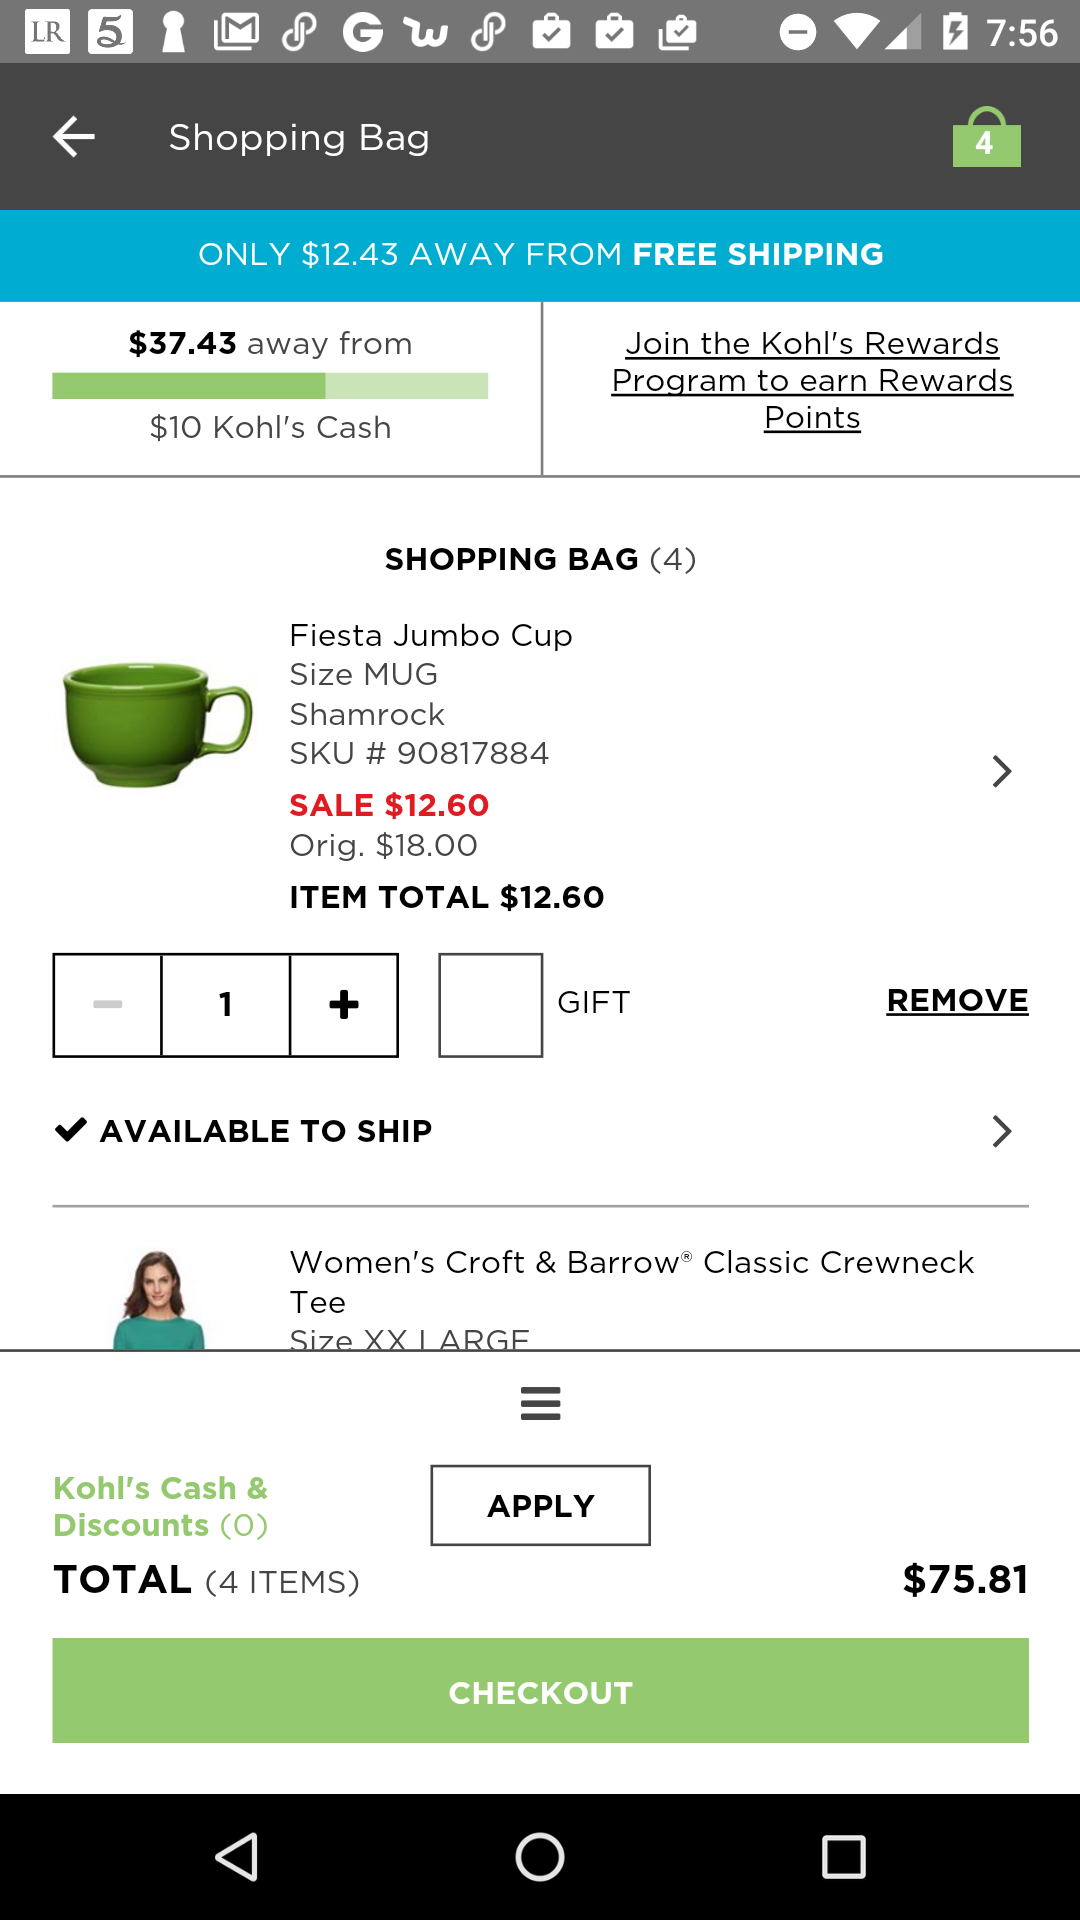 LR 5 7:56
Shopping Bag 4
ONLY $12.43 AWAY FROM FREE SHIPPING
$37.43 away from
$10 Kohl's Cash
Join the Kohl's Rewards
Program to earn Rewards
Points
SHOPPING BAG (4)
Fiesta Jumbo Cup
Size MUG
Shamrock
SKU # 90817884
SALE $12.60
Orig. $18.00
ITEM TOTAL $12.60
1 GIFT REMOVE
AVAILABLE TO SHIP
Women's Croft & Barrow® Classic Crewneck
Tee
Size XX LARGE
Kohl's Cash &
Discounts (0)
APPLY
TOTAL (4 ITEMS) $75.81
CHECKOUT